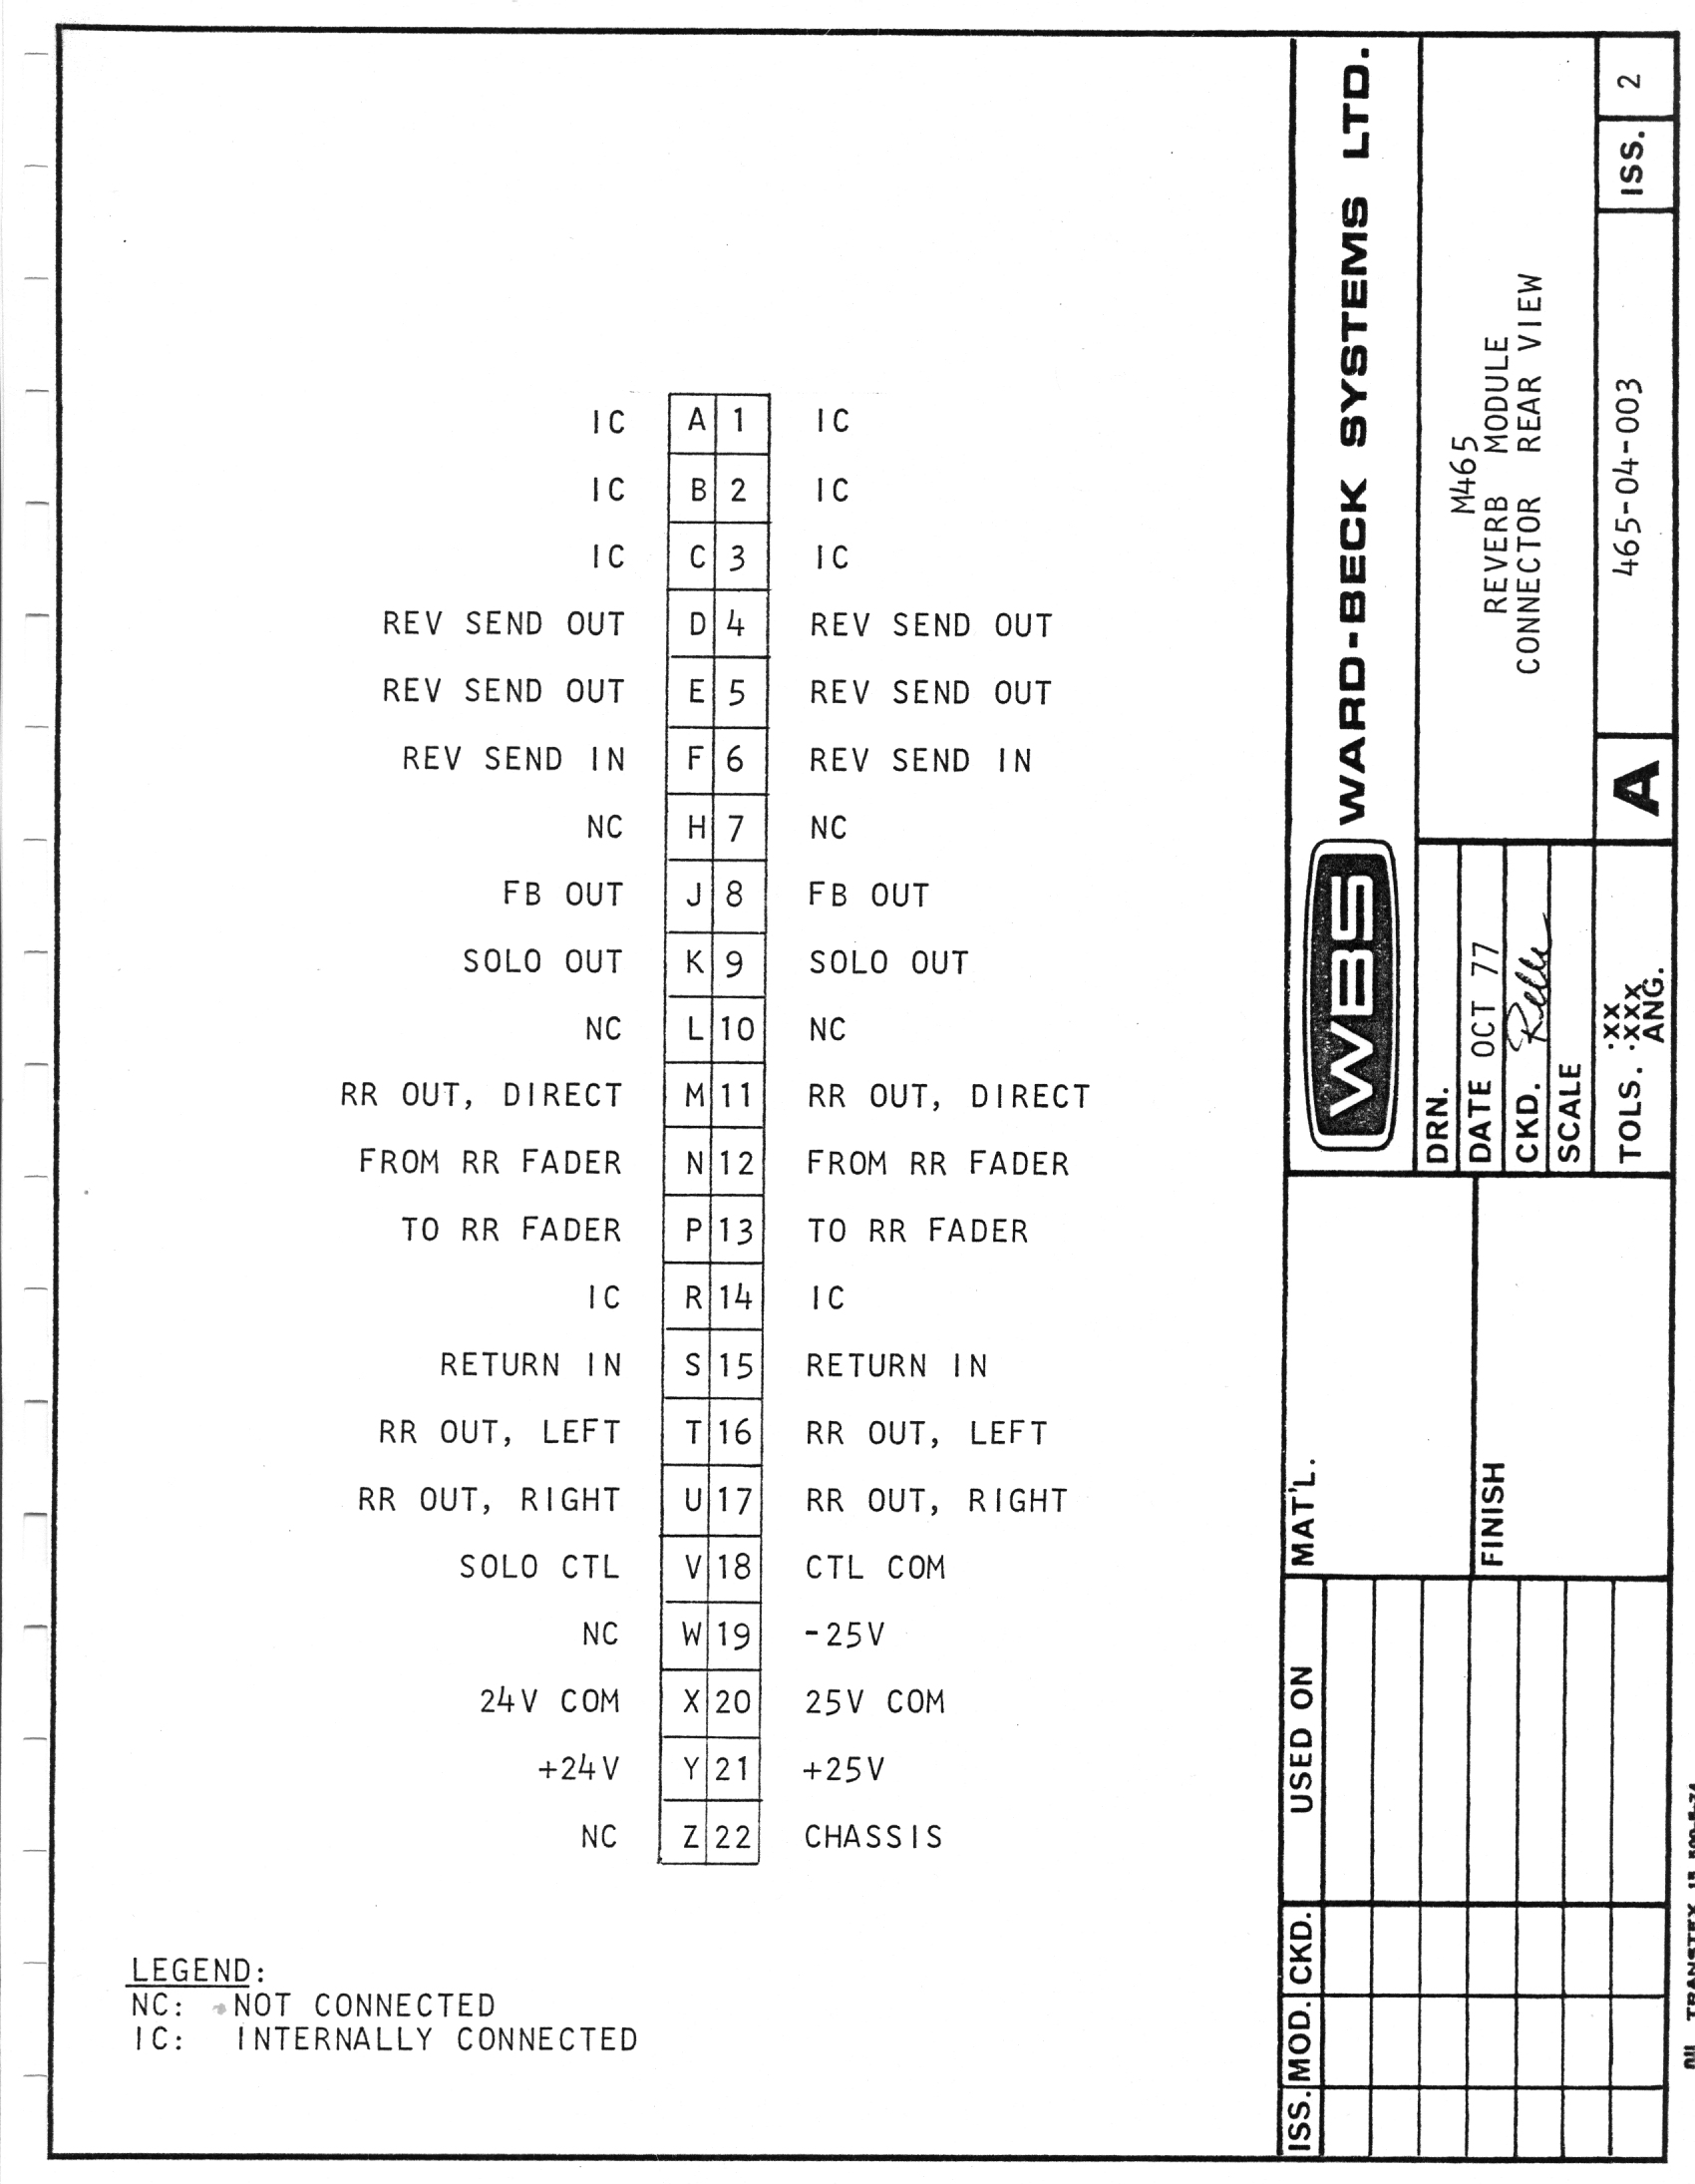 IC A 1 IC
IC B 2 IC
IC C 3 IC
REV SEND OUT D 4 REV SEND OUT
REV SEND OUT E 5 REV SEND OUT
REV SEND IN F 6 REV SEND IN
NC H 7 NC
FB OUT J 8 FB OUT
SOLO OUT K 9 SOLO OUT
NC L 10 NC
RR OUT, DIRECT M 11 RR OUT, DIRECT
FROM RR FADER N 12 FROM RR FADER
TO RR FADER P 13 TO RR FADER
IC R 14 IC
RETURN IN S 15 RETURN IN
RR OUT, LEFT T 16 RR OUT, LEFT
RR OUT, RIGHT U 17 RR OUT, RIGHT
SOLO CTL V 18 CTL COM
NC W 19 -25V
24V COM X 20 25V COM
+24V Y 21 +25V
NC Z 22 CHASSIS
LEGEND:
NC: NOT CONNECTED
IC: INTERNALLY CONNECTED
WBS WARD-BECK SYSTEMS LTD.
M465
REVERB MODULE
CONNECTOR REAR VIEW
A 465-04-003 ISS. 2
DRN.
DATE OCT 77
CKD.
SCALE
TOLS. .XX
.XXX
ANG.
MAT'L.
FINISH
USED ON
ISS. MOD. CKD.